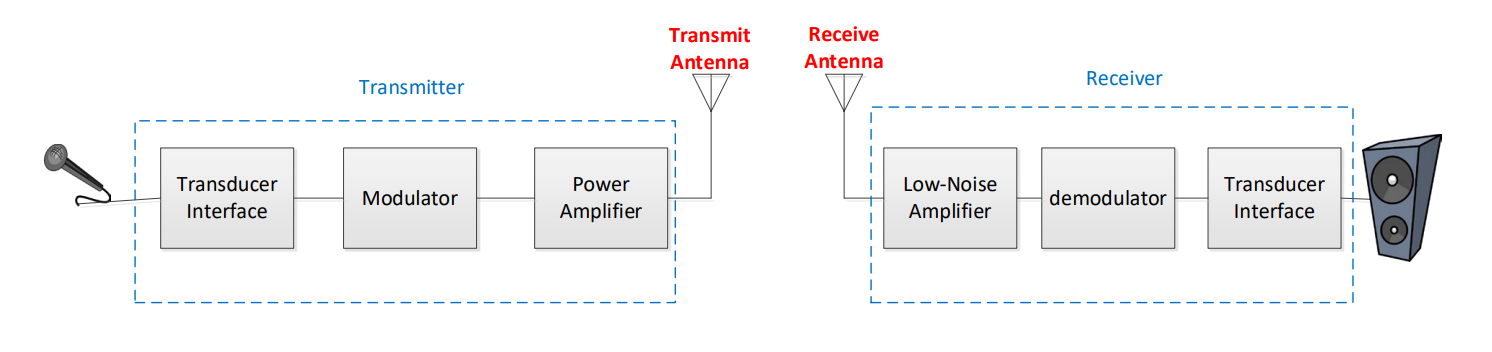 Transmit
Antenna
Receive
Antenna
Transmitter
Receiver
Transducer
Interface
Modulator
Power
Amplifier
Low-Noise
Amplifier
demodulator
Transducer
Interface